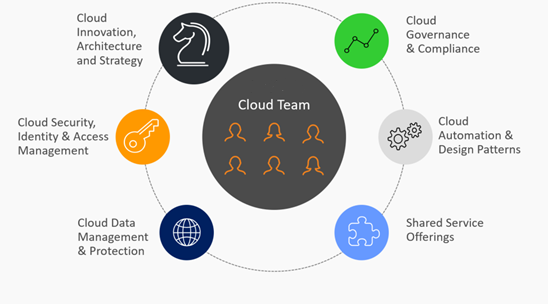 Cloud
Innovation,
Architecture
and Strategy
Cloud
Governance
& Compliance
Cloud Team
Cloud Security,
Identity & Access
Management
Cloud
Automation &
Design Patterns
Cloud Data
Management
& Protection
Shared Service
Offerings